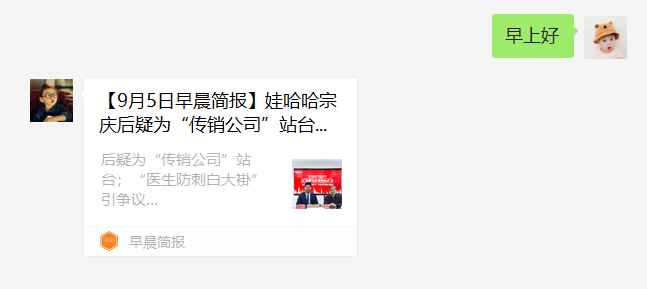 早上好
【9月5日早晨简报】娃哈哈宗
庆后疑为“传销公司”站台...
后疑为“传销公司”站
台；“医生防刺白大褂”
引争议...
早晨简报